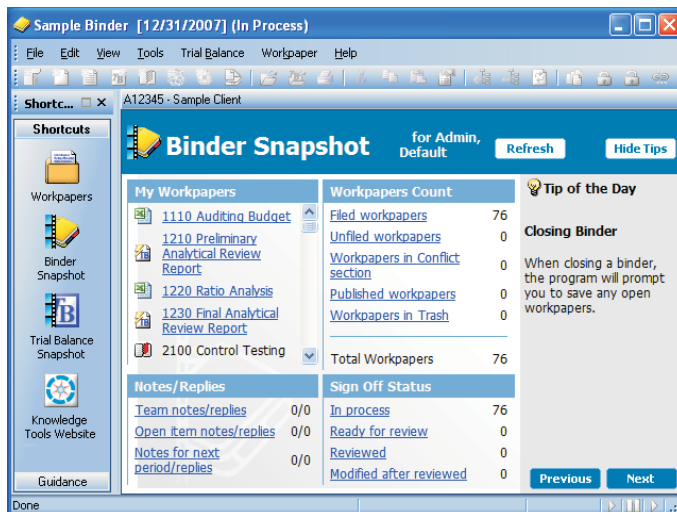 Sample Binder [12/31/2007] (In Process)
File Edit View Tools Trial Balance Workpaper Help
Shortc...
A12345 - Sample Client
Shortcuts
Workpapers
Binder
Snapshot
Trial Balance
Snapshot
Knowledge
Tools Website
Guidance
Binder Snapshot
for Admin,
Default
Refresh
Hide Tips
My Workpapers
1110 Auditing Budget
1210 Preliminary
Analytical Review
Report
1220 Ratio Analysis
1230 Final Analytical
Review Report
2100 Control Testing
Workpapers Count
Filed workpapers 76
Unfiled workpapers 0
Workpapers in Conflict
section 0
Published workpapers 0
Workpapers in Trash 0
Total Workpapers 76
Notes/Replies
Team notes/replies 0/0
Open item notes/replies 0/0
Notes for next
period/replies 0/0
Sign Off Status
In process 76
Ready for review 0
Reviewed 0
Modified after reviewed 0
Tip of the Day
Closing Binder
When closing a binder,
the program will prompt
you to save any open
workpapers.
Previous
Next
Done